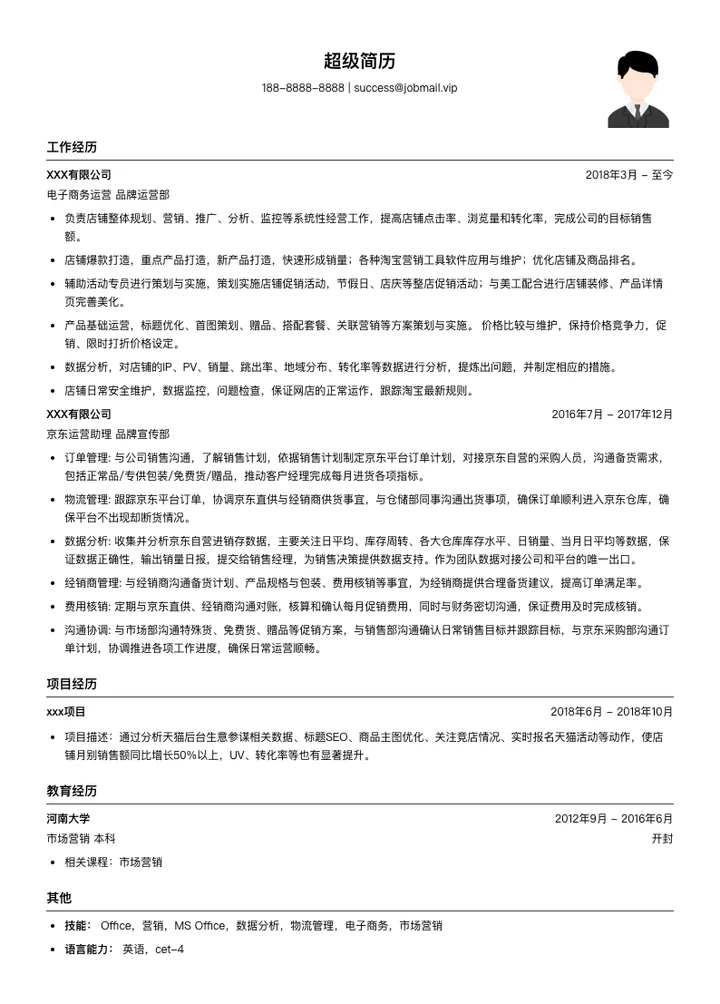 超级简历
188-8888-8888 | success@jobmail.vip
工作经历
XXX有限公司 2018年3月 – 至今
电子商务运营 品牌运营部
• 负责店铺整体规划、营销、推广、分析、监控等系统性经营工作，提高店铺点击率、浏览量和转化率，完成公司的目标销售
额。
• 店铺爆款打造，重点产品打造，新产品打造，快速形成销量；各种淘宝营销工具软件应用与维护；优化店铺及商品排名。
• 辅助活动专员进行策划与实施，策划实施店铺促销活动，节假日、店庆等整店促销活动；与美工配合进行店铺装修、产品详情
页完善美化。
• 产品基础运营，标题优化、首图策划、赠品、搭配套餐、关联营销等方案策划与实施。 价格比较与维护，保持价格竞争力，促
销、限时打折价格设定。
• 数据分析，对店铺的IP、PV、销量、跳出率、地域分布、转化率等数据进行分析，提炼出问题，并制定相应的措施。
• 店铺日常安全维护，数据监控，问题检查，保证网店的正常运作，跟踪淘宝最新规则。
XXX有限公司 2016年7月 – 2017年12月
京东运营助理 品牌宣传部
• 订单管理: 与公司销售沟通，了解销售计划，依据销售计划制定京东平台订单计划，对接京东自营的采购人员，沟通备货需求，
包括正常品/专供包装/免费货/赠品，推动客户经理完成每月进货各项指标。
• 物流管理: 跟踪京东平台订单，协调京东直供与经销商供货事宜，与仓储部同事沟通出货事项，确保订单顺利进入京东仓库，确
保平台不出现却断货情况。
• 数据分析: 收集并分析京东自营进销存数据，主要关注日平均、库存周转、各大仓库库存水平、日销量、当月日平均等数据，保
证数据正确性，输出销量日报，提交给销售经理，为销售决策提供数据支持。作为团队数据对接公司和平台的唯一出口。
• 经销商管理: 与经销商沟通备货计划、产品规格与包装、费用核销等事宜，为经销商提供合理备货建议，提高订单满足率。
• 费用核销: 定期与京东直供、经销商沟通对账，核算和确认每月促销费用，同时与财务密切沟通，保证费用及时完成核销。
• 沟通协调: 与市场部沟通特殊货、免费货、赠品等促销方案，与销售部沟通确认日常销售目标并跟踪目标，与京东采购部沟通订
单计划，协调推进各项工作进度，确保日常运营顺畅。
项目经历
xxx项目 2018年6月 – 2018年10月
• 项目描述：通过分析天猫后台生意参谋相关数据、标题SEO、商品主图优化、关注竞店情况、实时报名天猫活动等动作，使店
铺月别销售额同比增长50%以上，UV、转化率等也有显著提升。
教育经历
河南大学 2012年9月 – 2016年6月
市场营销 本科 开封
• 相关课程：市场营销
其他
• 技能： Office，营销，MS Office，数据分析，物流管理，电子商务，市场营销
• 语言能力： 英语，cet-4